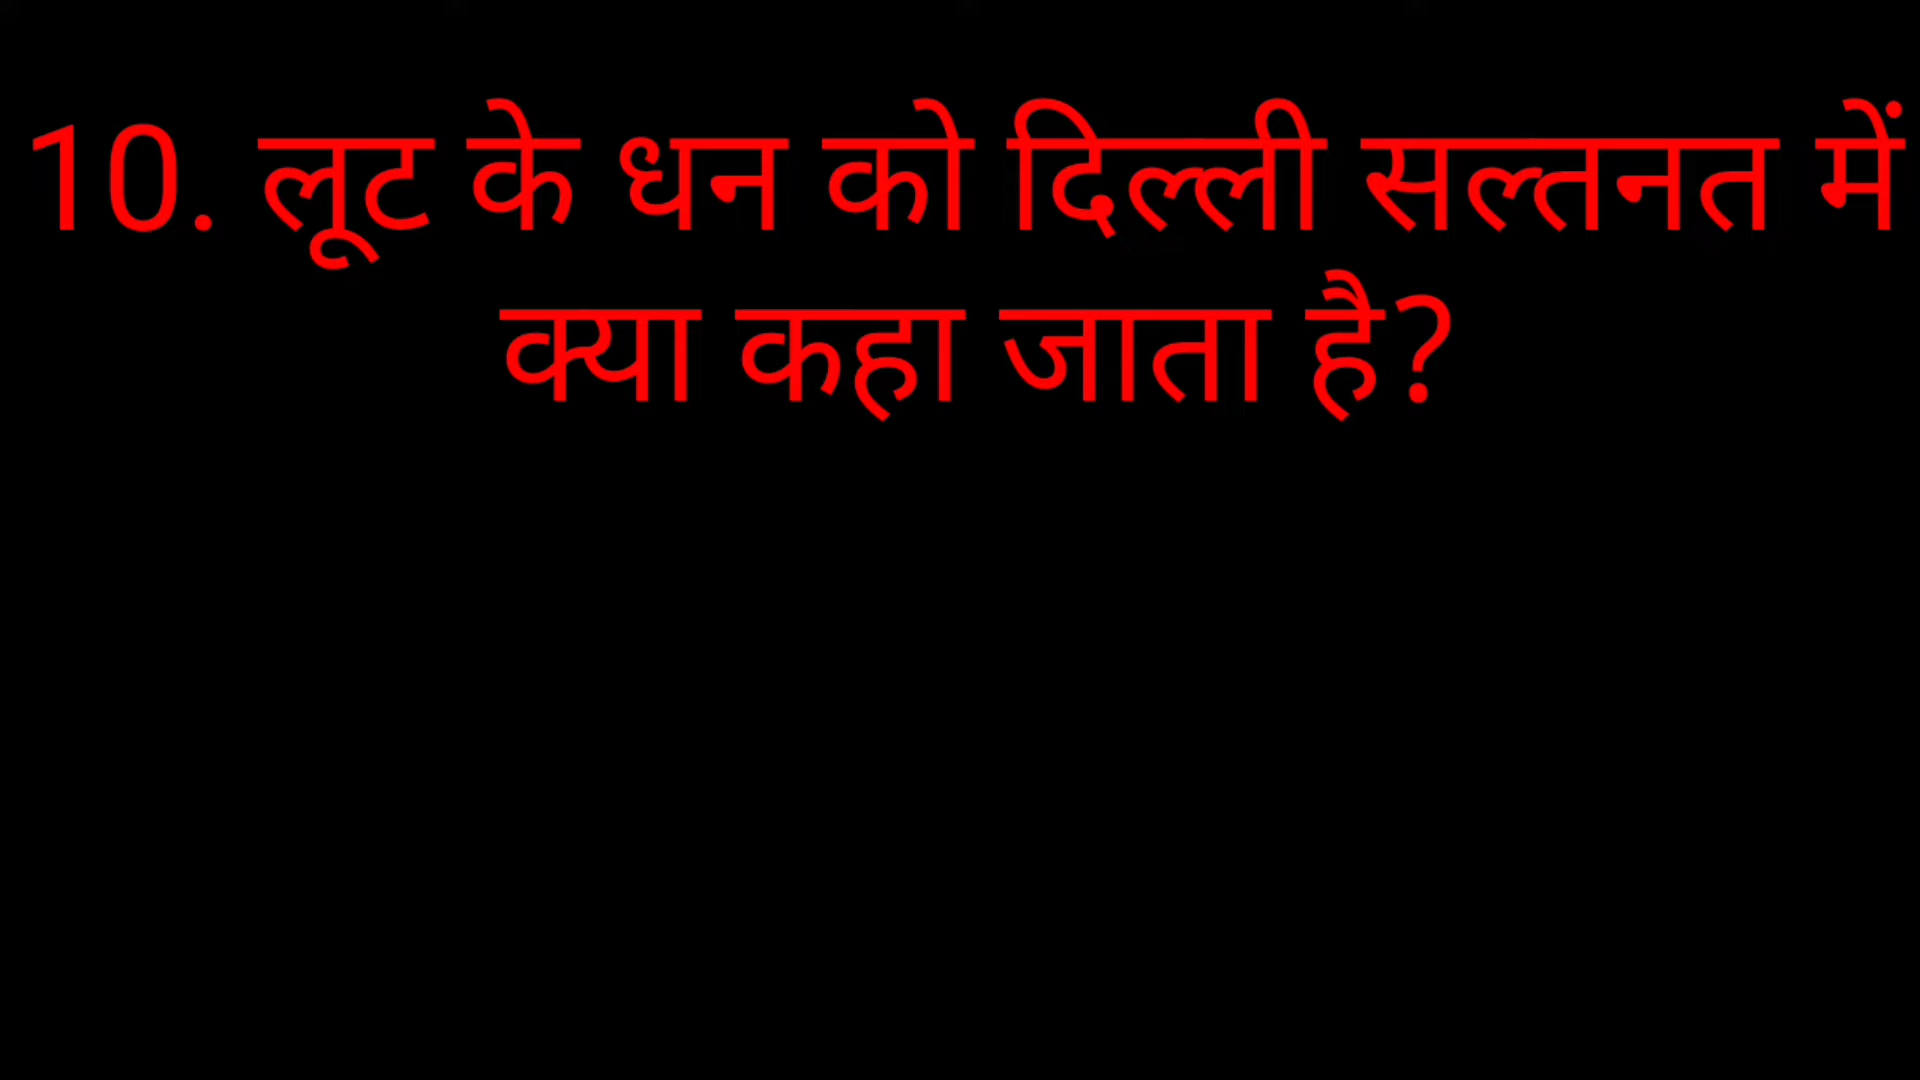 10. लूट के धन को दिल्ली सल्तनत में
क्या कहा जाता है?